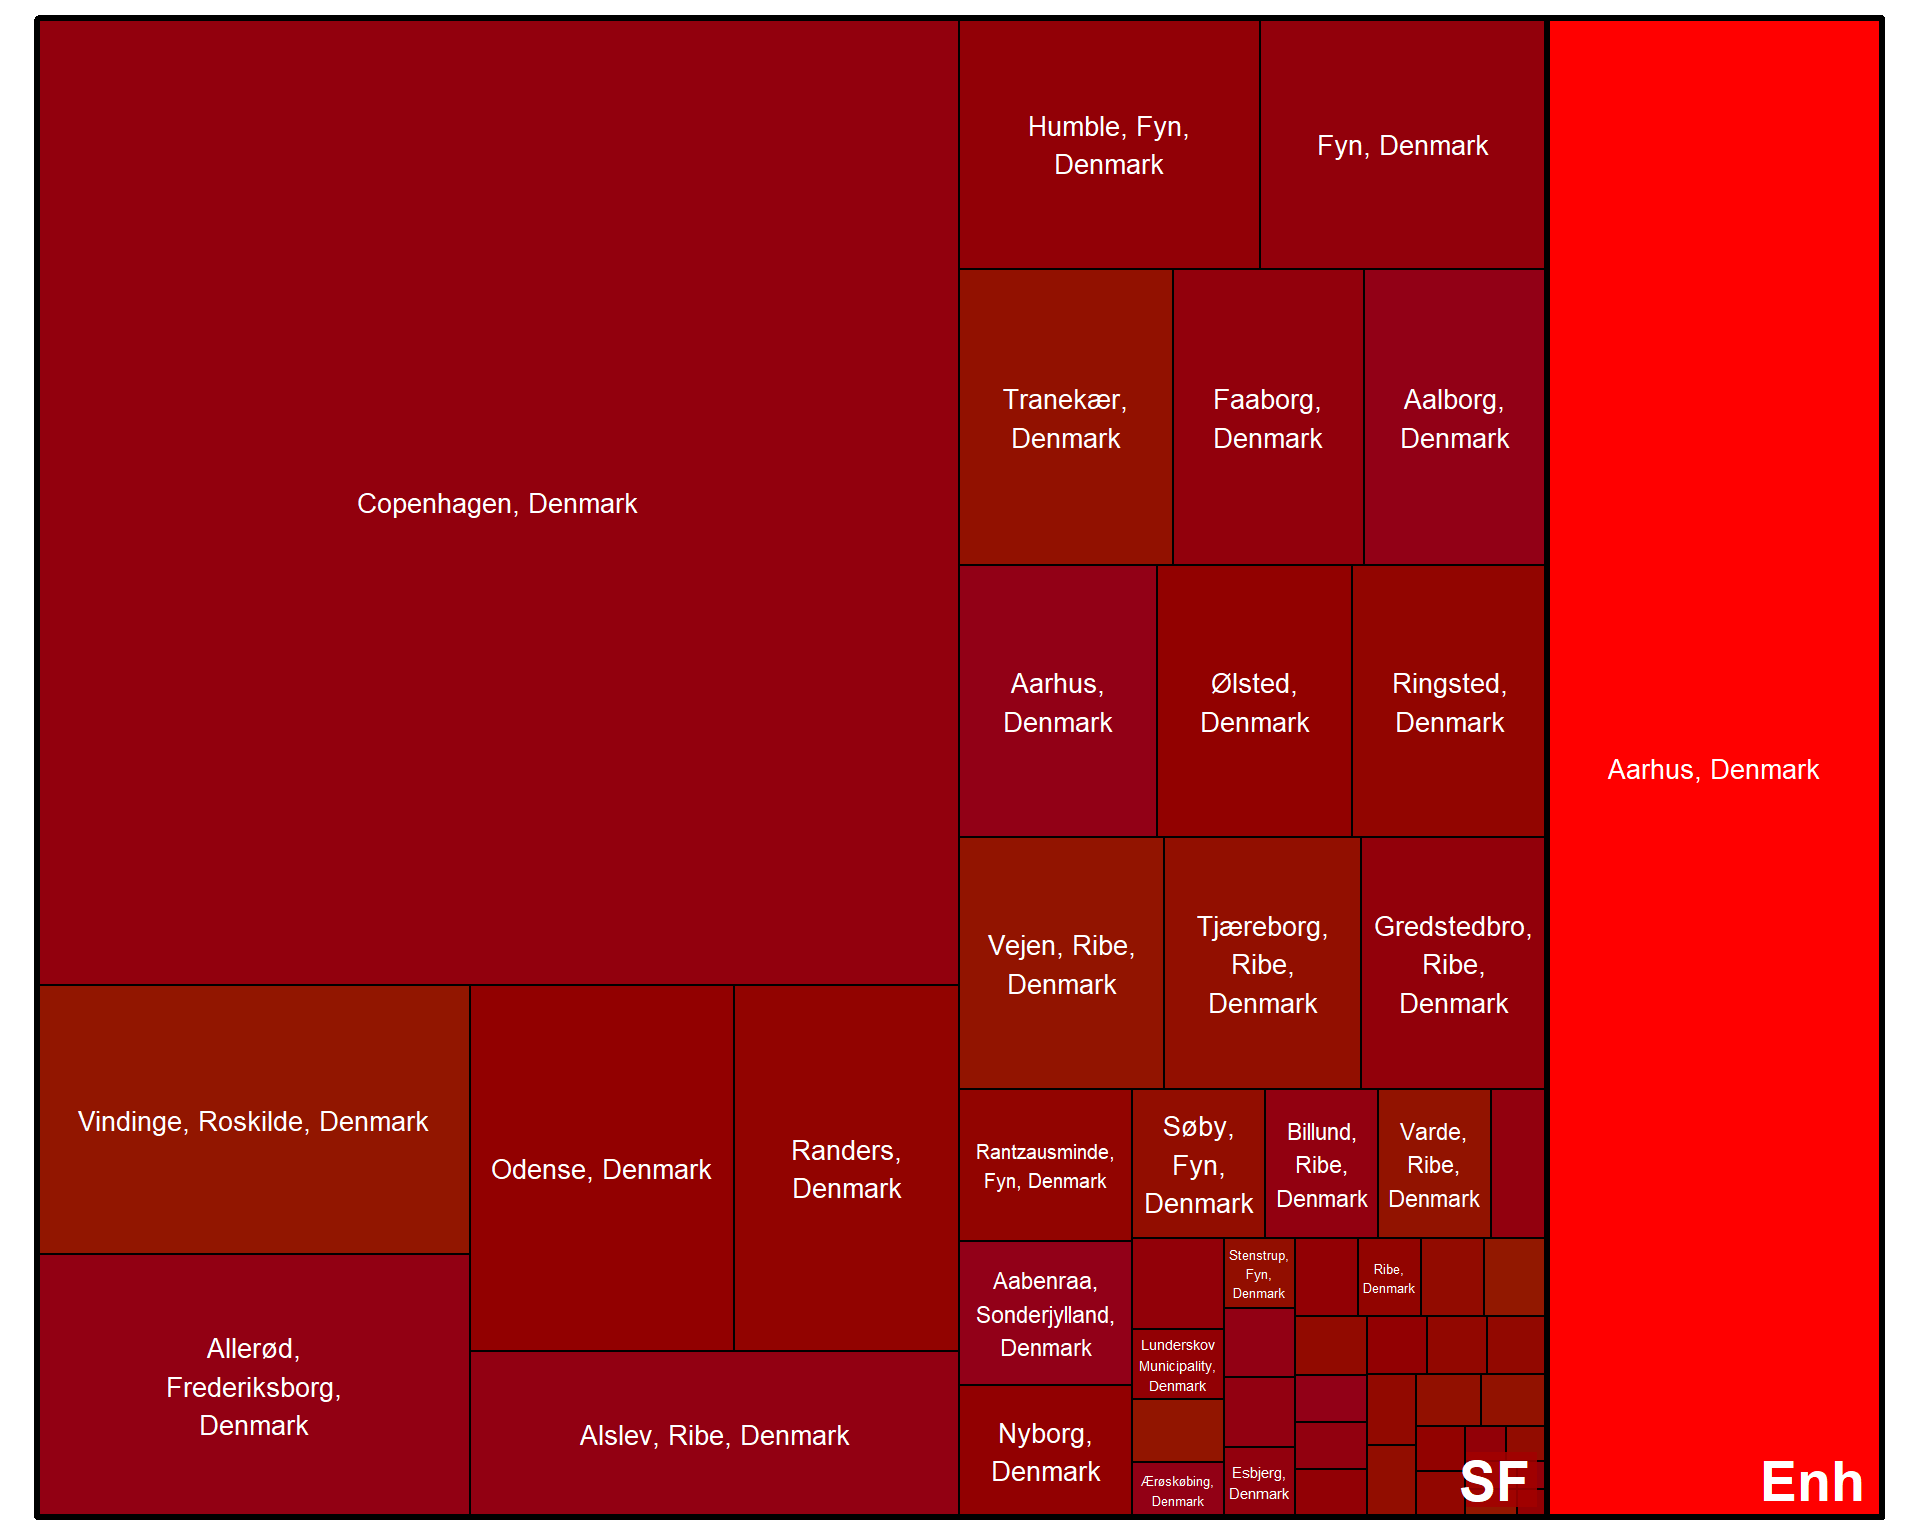 Copenhagen, Denmark
Humble, Fyn,
Denmark
Fyn, Denmark
Tranekær,
Denmark
Faaborg,
Denmark
Aalborg,
Denmark
Aarhus,
Denmark
Ølsted,
Denmark
Ringsted,
Denmark
Aarhus, Denmark
Vejen, Ribe,
Denmark
Tjæreborg,
Ribe,
Denmark
Gredstedbro,
Ribe,
Denmark
Vindinge, Roskilde, Denmark
Odense, Denmark
Randers,
Denmark
Allerød,
Frederiksborg,
Denmark
Alslev, Ribe, Denmark
Rantzausminde,
Fyn, Denmark
Søby,
Fyn,
Denmark
Billund,
Ribe,
Denmark
Varde,
Ribe,
Denmark
Aabenraa,
Sonderjylland,
Denmark
Stenstrup,
Fyn,
Denmark
Ribe,
Denmark
Lunderskov
Municipality,
Denmark
Nyborg,
Denmark
Ærøskøbing,
Denmark
Esbjerg,
Denmark
SF
Enh